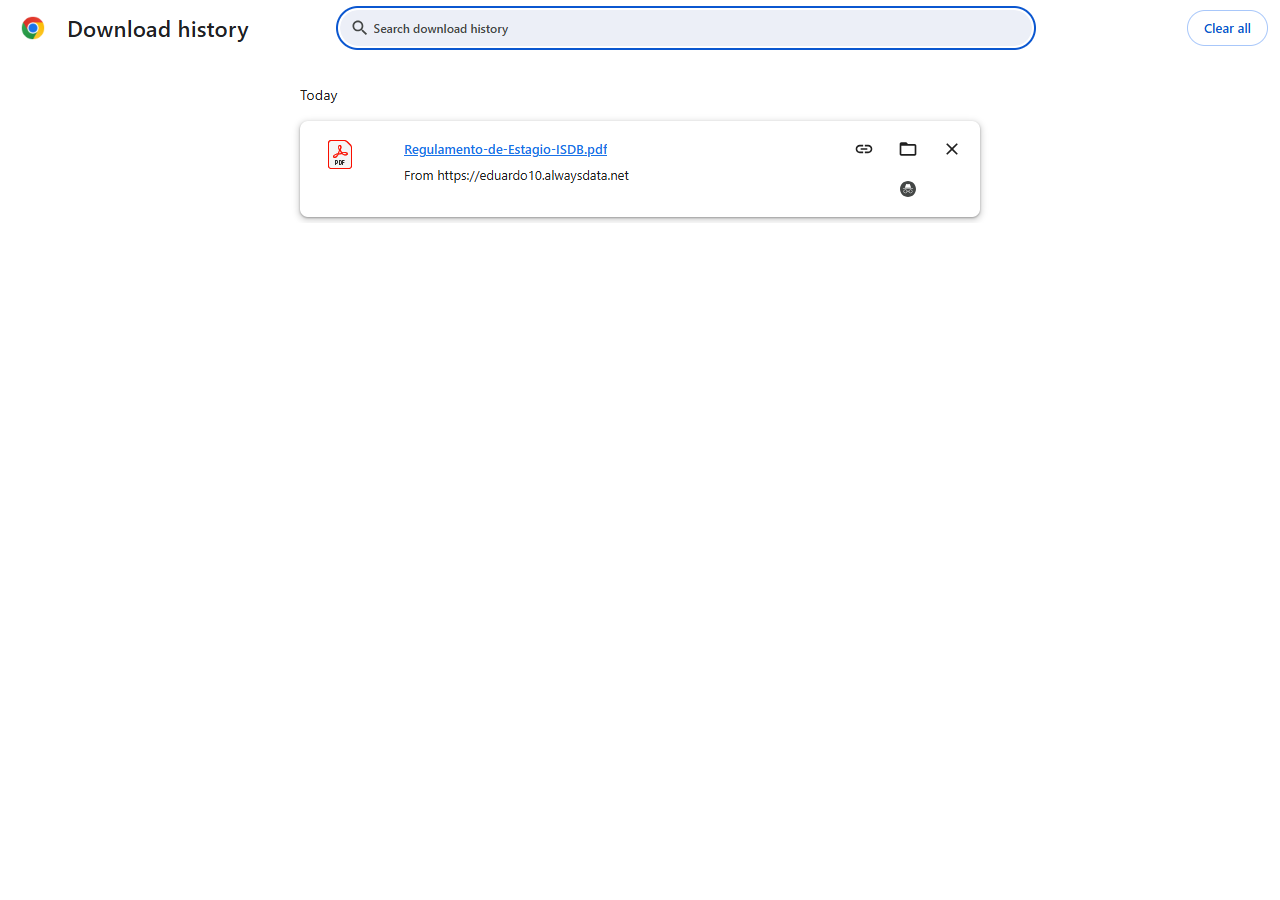 Download history
Search download history
Clear all
Today
PDF
Regulamento-de-Estagio-ISDB.pdf
From https://eduardo10.alwaysdata.net